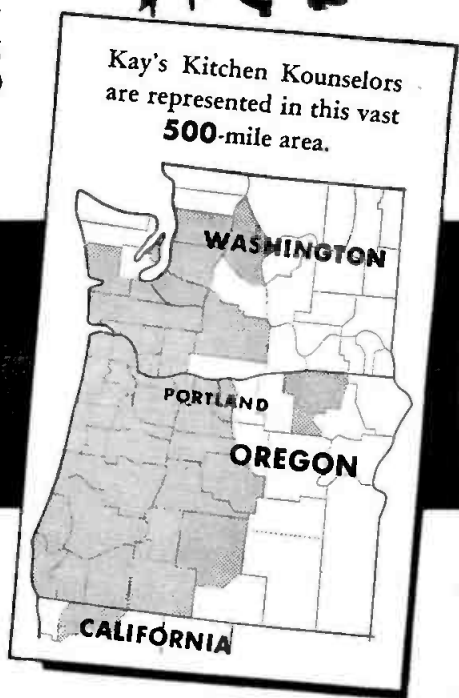 Kay's Kitchen Kounselors
are represented in this vast
500-mile area.
WASHINGTON
PORTLAND
OREGON
CALIFORNIA